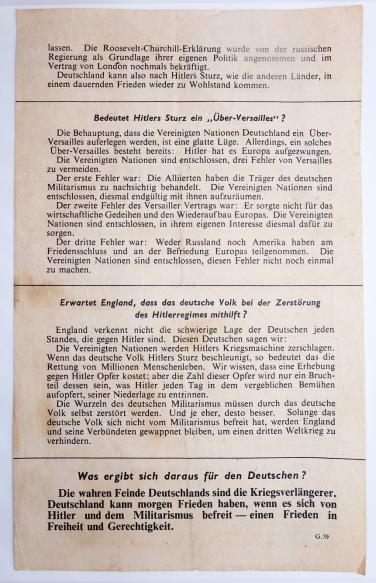 lassen. Die Roosevelt-Churchill-Erklärung wurde von der russischen
Regierung als Grundlage ihrer eigenen Politik angenommen und im
Vertrag von London nochmals bekräftigt.
Deutschland kann also nach Hitlers Sturz, wie die anderen Länder, in
einem dauernden Frieden wieder zu Wohlstand kommen.
Bedeutet Hitlers Sturz ein „Über-Versailles“?
Die Behauptung, dass die Vereinigten Nationen Deutschland ein Über-
Versailles auferlegen werden, ist eine glatte Lüge. Allerdings, ein solches
Über-Versailles besteht bereits: Hitler hat es Europa aufgezwungen.
Die Vereinigten Nationen sind entschlossen, drei Fehler von Versailles
zu vermeiden.
Der erste Fehler war: Die Alliierten haben die Träger des deutschen
Militarismus zu nachsichtig behandelt. Die Vereinigten Nationen sind
entschlossen, diesmal endgültig mit ihnen aufzuräumen.
Der zweite Fehler des Versailler Vertrags war: Er sorgte nicht für das
wirtschaftliche Gedeihen und den Wiederaufbau Europas. Die Vereinigten
Nationen sind entschlossen, in ihrem eigenen Interesse diesmal dafür zu
sorgen.
Der dritte Fehler war: Weder Russland noch Amerika haben am
Friedensschluss und an der Befriedung Europas teilgenommen. Die
Vereinigten Nationen sind entschlossen, diesen Fehler nicht noch einmal
zu machen.
Erwartet England, dass das deutsche Volk bei der Zerstörung
des Hitlerregimes mithilft?
England verkennt nicht die schwierige Lage der Deutschen jeden
Standes, die gegen Hitler sind. Diesen Deutschen sagen wir:
Die Vereinigten Nationen werden Hitlers Kriegsmaschine zerschlagen.
Wenn das deutsche Volk Hitlers Sturz beschleunigt, so bedeutet das die
Rettung von Millionen Menschenleben. Wir wissen, dass eine Erhebung
gegen Hitler Opfer kostet; aber die Zahl dieser Opfer wird nur ein Bruch-
teil dessen sein, was Hitler jeden Tag in dem vergeblichen Bemühen
aufopfert, seiner Niederlage zu entrinnen.
Die Wurzeln des deutschen Militarismus müssen durch das deutsche
Volk selbst zerstört werden. Und je eher, desto besser. Solange das
deutsche Volk sich nicht vom Militarismus befreit hat, werden England
und seine Verbündeten gewappnet bleiben, um einen dritten Weltkrieg zu
verhindern.
Was ergibt sich daraus für den Deutschen?
Die wahren Feinde Deutschlands sind die Kriegsverlängerer.
Deutschland kann morgen Frieden haben, wenn es sich von
Hitler und dem Militarismus befreit — einen Frieden in
Freiheit und Gerechtigkeit.
G.39